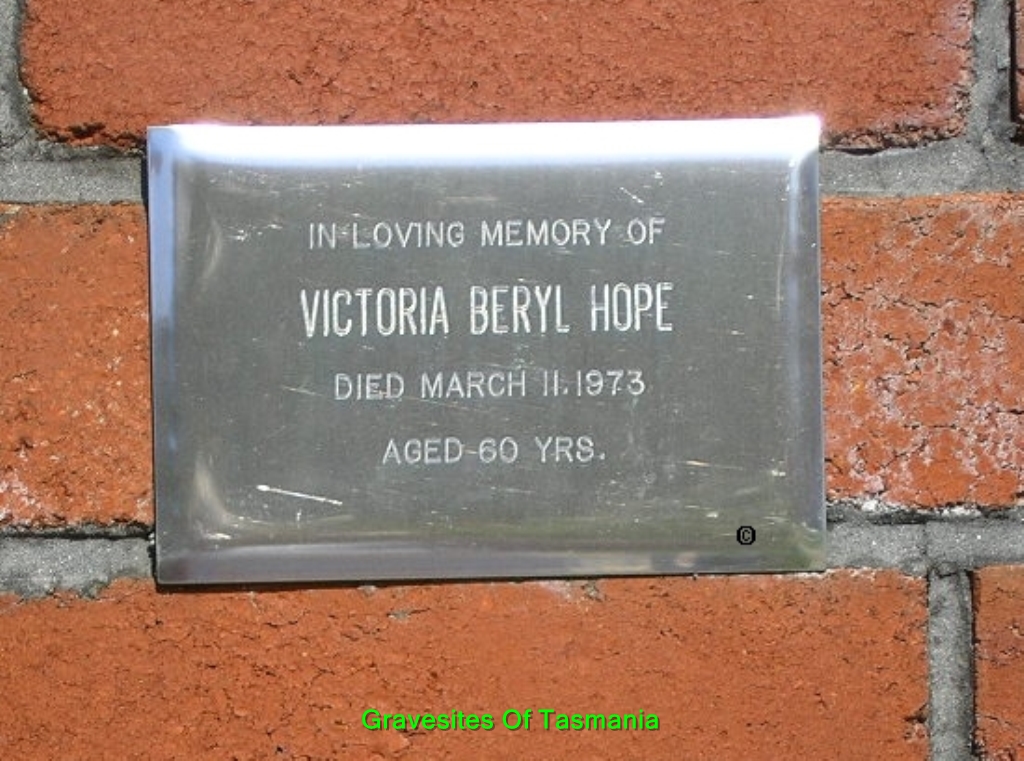 IN LOVING MEMORY OF
VICTORIA BERYL HOPE
DIED MARCH 11. 1973
AGED 60 YRS.
©
Gravesites Of Tasmania